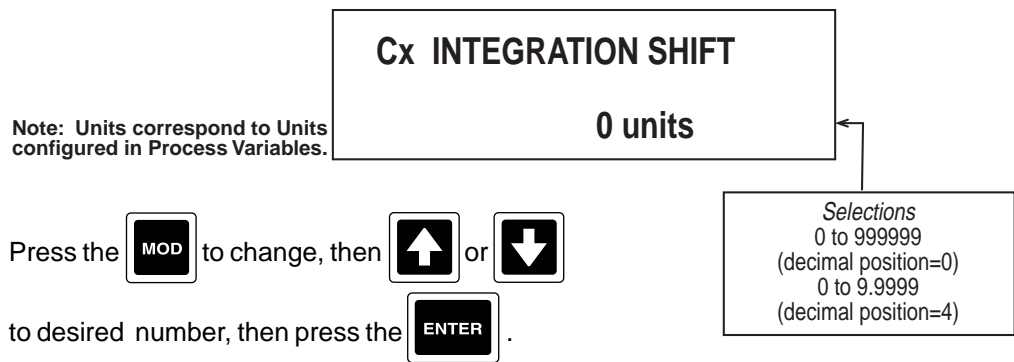 Cx INTEGRATION SHIFT
0 units
Note: Units correspond to Units
configured in Process Variables.
Selections
0 to 999999
(decimal position=0)
0 to 9.9999
(decimal position=4)
Press the MOD to change, then or
to desired number, then press the ENTER .